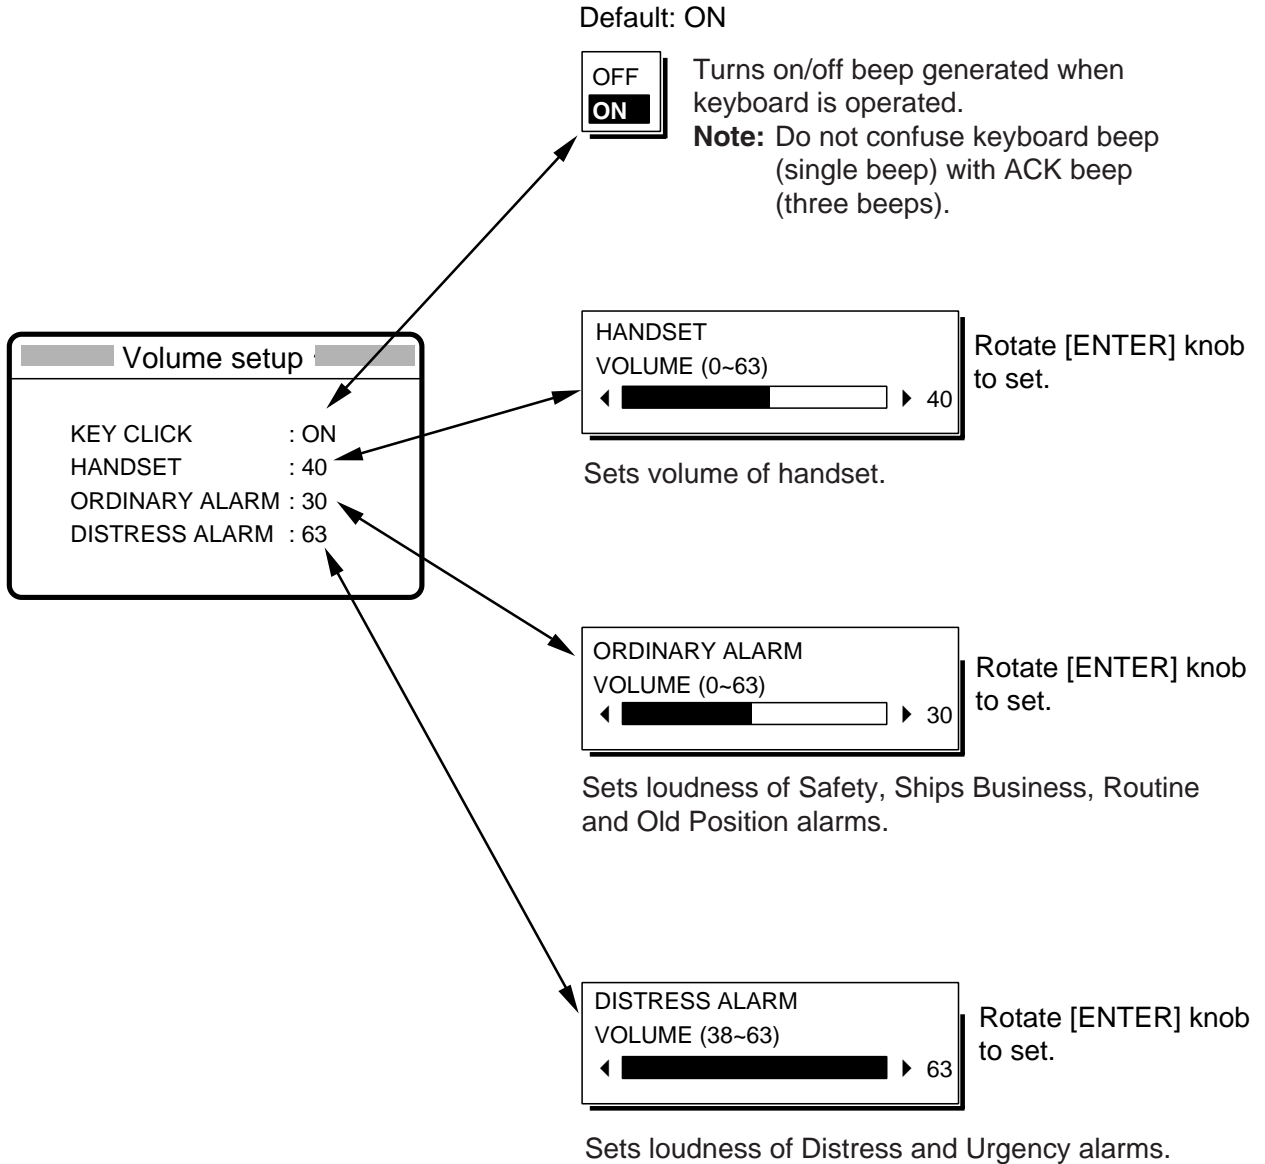 Default: ON
OFF
ON
Turns on/off beep generated when
keyboard is operated.
Note: Do not confuse keyboard beep
(single beep) with ACK beep
(three beeps).
Volume setup
KEY CLICK : ON
HANDSET : 40
ORDINARY ALARM : 30
DISTRESS ALARM : 63
HANDSET
VOLUME (0~63)
40
Rotate [ENTER] knob
to set.
Sets volume of handset.
ORDINARY ALARM
VOLUME (0~63)
30
Rotate [ENTER] knob
to set.
Sets loudness of Safety, Ships Business, Routine
and Old Position alarms.
DISTRESS ALARM
VOLUME (38~63)
63
Rotate [ENTER] knob
to set.
Sets loudness of Distress and Urgency alarms.